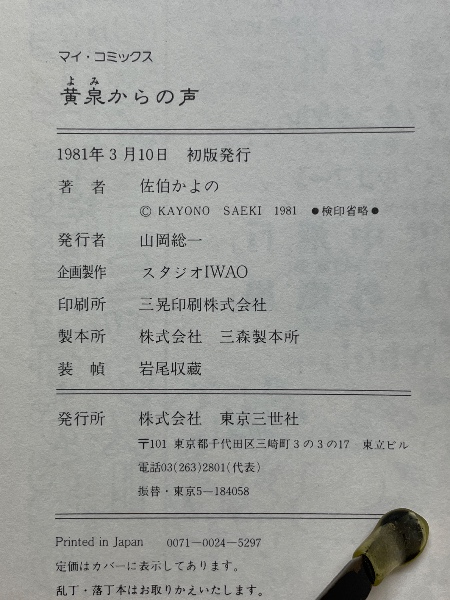 マイ・コミックス
よみ
黄泉からの声
1981年3月10日 初版発行
著者 佐伯かよの
© KAYONO SAEKI 1981 ●検印省略●
発行者 山岡総一
企画製作 スタジオIWAO
印刷所 三晃印刷株式会社
製本所 株式会社 三森製本所
装幀 岩尾収蔵
発行所 株式会社 東京三世社
〒101 東京都千代田区三崎町3の3の17 東立ビル
電話03(263)2801(代表)
振替・東京5—184058
Printed in Japan 0071—0024—5297
定価はカバーに表示してあります。
乱丁・落丁本はお取りかえいたします。